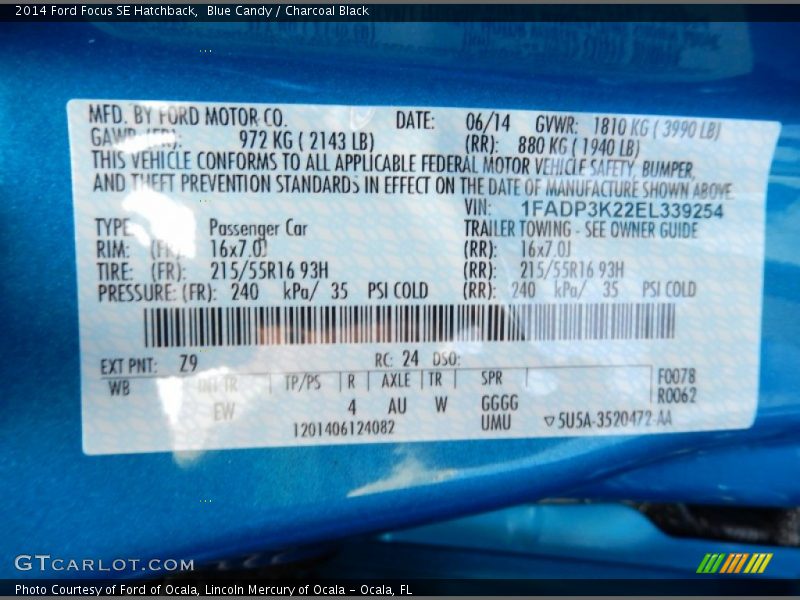 2014 Ford Focus SE Hatchback,  Blue Candy / Charcoal Black
MFD. BY FORD MOTOR CO. DATE: 06/14 GVWR: 1810 KG ( 3990 LB)
GAWR (FR): 972 KG ( 2143 LB) (RR): 880 KG ( 1940 LB)
THIS VEHICLE CONFORMS TO ALL APPLICABLE FEDERAL MOTOR VEHICLE SAFETY, BUMPER,
AND THEFT PREVENTION STANDARDS IN EFFECT ON THE DATE OF MANUFACTURE SHOWN ABOVE.
VIN: 1FADP3K22EL339254
TYPE: Passenger Car TRAILER TOWING - SEE OWNER GUIDE
RIM: (FR): 16x7.0J (RR): 16x7.0J
TIRE: (FR): 215/55R16 93H (RR): 215/55R16 93H
PRESSURE: (FR): 240 kPa/ 35 PSI COLD (RR): 240 kPa/ 35 PSI COLD
EXT PNT: Z9 RC: 24 DSO:
WB INT TR TP/PS R AXLE TR SPR F0078
R0062
EW 4 AU W GGGG
1201406124082 UMU ▽5U5A-3520472-AA
GTCARLOT.COM
Photo Courtesy of Ford of Ocala, Lincoln Mercury of Ocala - Ocala, FL